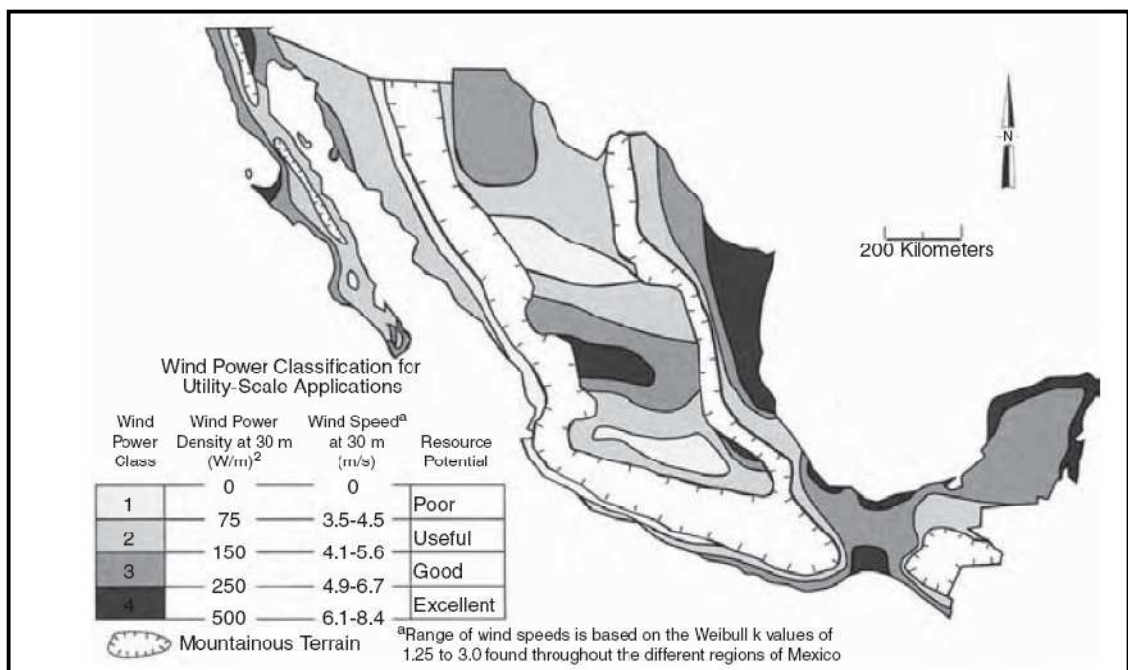 N
200 Kilometers
Wind Power Classification for
Utility-Scale Applications
Wind Power Class
Wind Power Density at 30 m (W/m)2
Wind Speeda at 30 m (m/s)
Resource Potential
0 0
1 Poor
75 3.5-4.5
2 Useful
150 4.1-5.6
3 Good
250 4.9-6.7
4 Excellent
500 6.1-8.4
Mountainous Terrain
aRange of wind speeds is based on the Weibull k values of
1.25 to 3.0 found throughout the different regions of Mexico